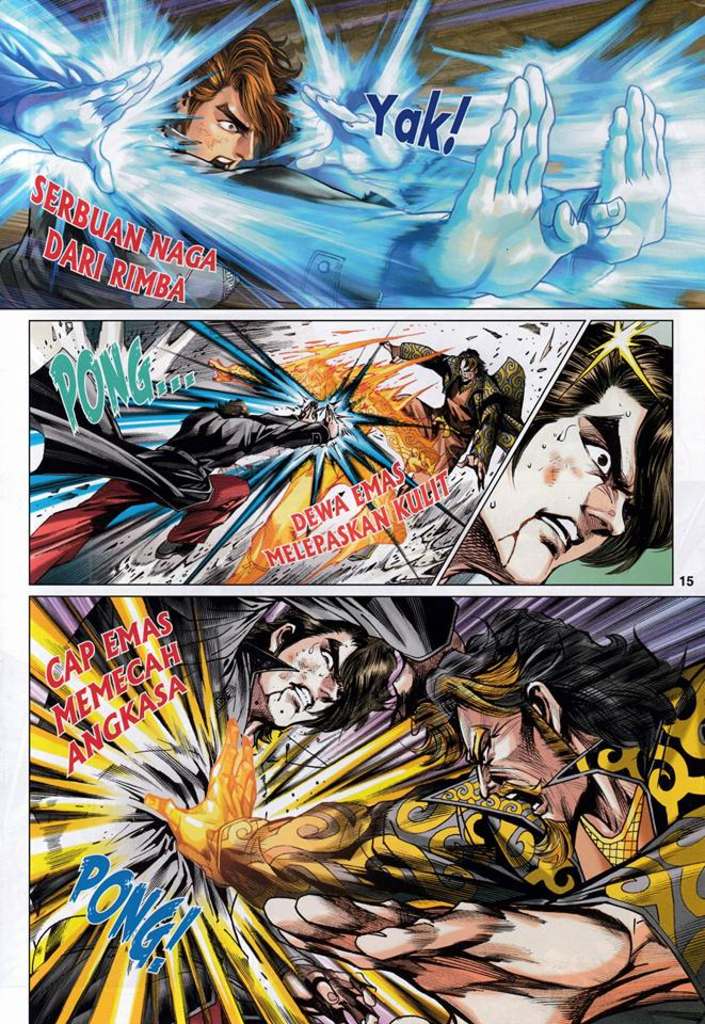 Yak!
SERBUAN NAGA
DARI RIMBA
PONG...
DEWA EMAS
MELEPASKAN KULIT
15
CAP EMAS
MEMECAH
ANGKASA
PONG!